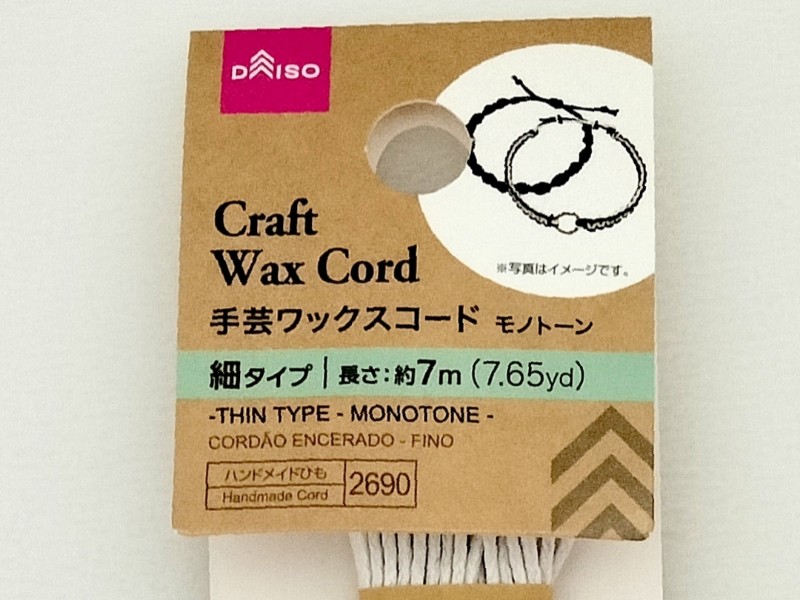 DAISO
Craft
Wax Cord
※写真はイメージです。
手芸ワックスコード モノトーン
細タイプ | 長さ：約7m (7.65yd)
-THIN TYPE - MONOTONE -
CORDÃO ENCERADO - FINO
ハンドメイドひも
Handmade Cord
2690